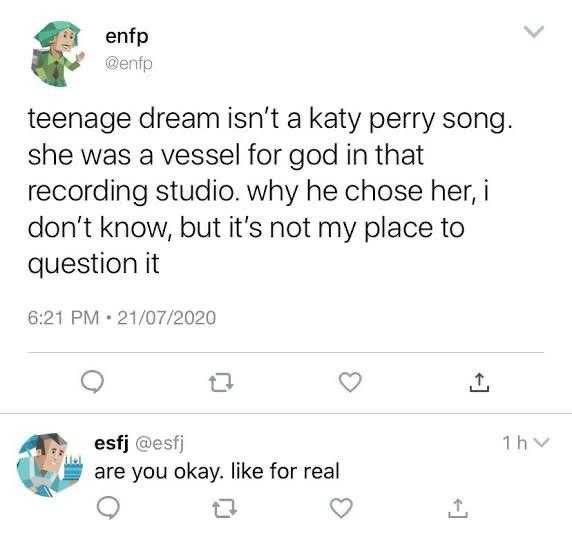 enfp
@enfp
teenage dream isn't a katy perry song.
she was a vessel for god in that
recording studio. why he chose her, i
don't know, but it's not my place to
question it
6:21 PM • 21/07/2020
esfj @esfj 1 h
are you okay. like for real